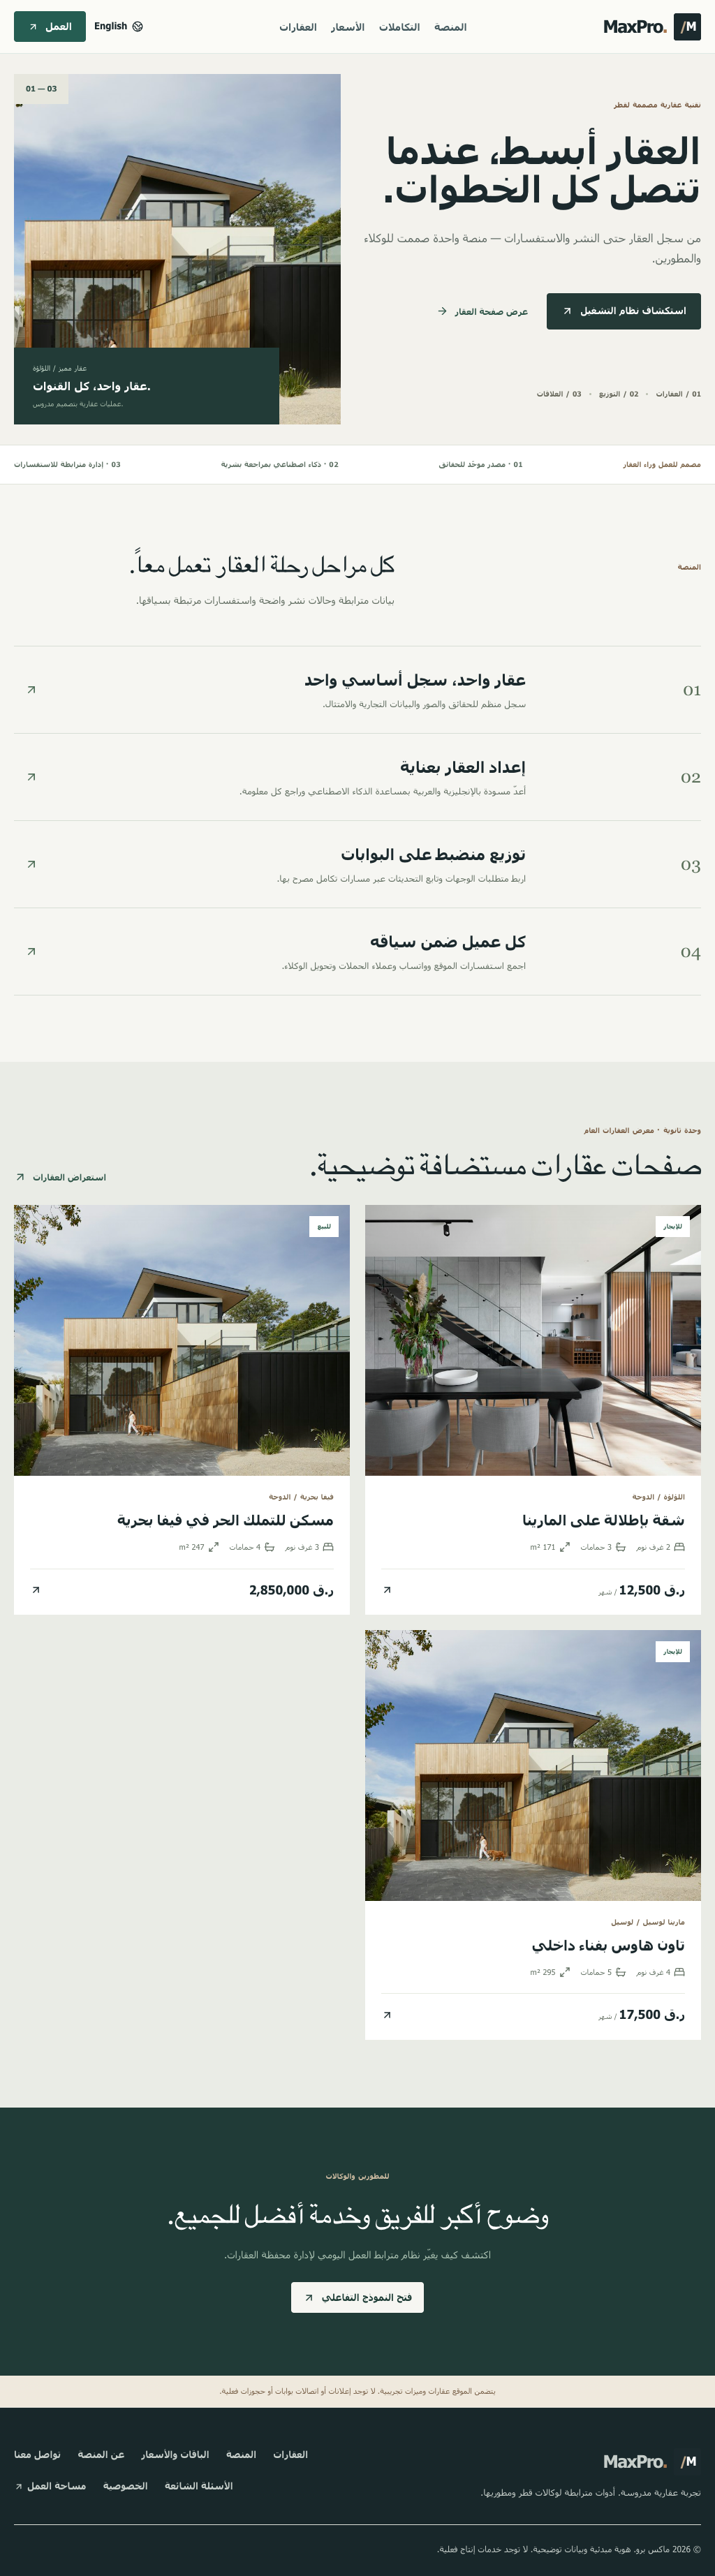 /M MaxPro.
المنصة التكاملات الأسعار العقارات
English
العمل
تقنية عقارية مصممة لقطر
العقار أبسط، عندما
تتصل كل الخطوات.
من سجل العقار حتى النشر والاستفسارات — منصة واحدة صممت للوكلاء
والمطورين.
استكشاف نظام التشغيل
عرض صفحة العقار
01 / العقارات
02 / التوزيع
03 / العلاقات
01 — 03
عقار مميز / اللؤلؤة
عقار واحد، كل القنوات.
عمليات عقارية بتصميم مدروس.
مصمم للعمل وراء العقار
01 · مصدر موحّد للحقائق
02 · ذكاء اصطناعي بمراجعة بشرية
03 · إدارة مترابطة للاستفسارات
المنصة
كل مراحل رحلة العقار تعمل معاً.
بيانات مترابطة وحالات نشر واضحة واستفسارات مرتبطة بسياقها.
01
عقار واحد، سجل أساسي واحد
سجل منظم للحقائق والصور والبيانات التجارية والامتثال.
02
إعداد العقار بعناية
أعدّ مسودة بالإنجليزية والعربية بمساعدة الذكاء الاصطناعي وراجع كل معلومة.
03
توزيع منضبط على البوابات
اربط متطلبات الوجهات وتابع التحديثات عبر مسارات تكامل مصرح بها.
04
كل عميل ضمن سياقه
اجمع استفسارات الموقع وواتساب وعملاء الحملات وتحويل الوكلاء.
وحدة ثانوية · معرض العقارات العام
صفحات عقارات مستضافة توضيحية.
استعراض العقارات
للإيجار
اللؤلؤة / الدوحة
شقة بإطلالة على المارينا
2 غرف نوم 3 حمامات 171 m²
ر.ق 12,500 / شهر
للبيع
فيفا بحرية / الدوحة
مسكن للتملك الحر في فيفا بحرية
3 غرف نوم 4 حمامات 247 m²
ر.ق 2,850,000
للإيجار
مارينا لوسيل / لوسيل
تاون هاوس بفناء داخلي
4 غرف نوم 5 حمامات 295 m²
ر.ق 17,500 / شهر
للمطورين والوكالات
وضوح أكبر للفريق وخدمة أفضل للجميع.
اكتشف كيف يغيّر نظام مترابط العمل اليومي لإدارة محفظة العقارات.
فتح النموذج التفاعلي
يتضمن الموقع عقارات وميزات تجريبية. لا توجد إعلانات أو اتصالات بوابات أو حجوزات فعلية.
/M MaxPro.
تجربة عقارية مدروسة. أدوات مترابطة لوكالات قطر ومطوريها.
العقارات المنصة الباقات والأسعار عن المنصة تواصل معنا
الأسئلة الشائعة الخصوصية مساحة العمل
© 2026 ماكس برو. هوية مبدئية وبيانات توضيحية. لا توجد خدمات إنتاج فعلية.